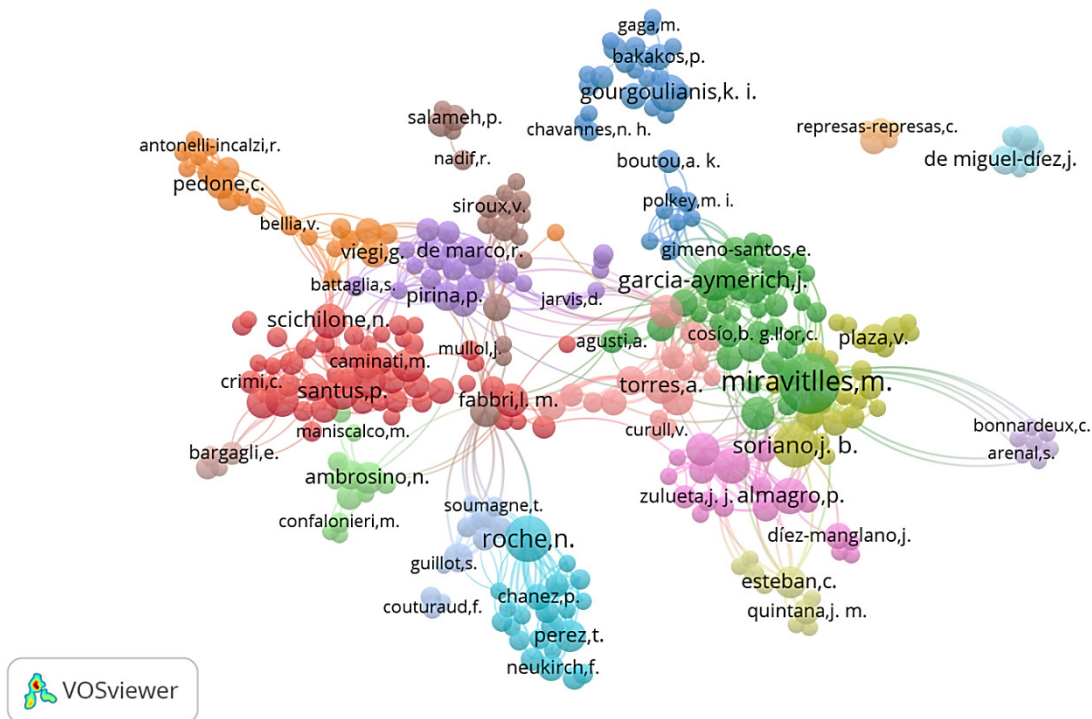 gaga,m.
bakakos,p.
gourgoulianis,k. i.
salameh,p.
chavannes,n. h.
represas-represas,c.
antonelli-incalzi,r.
nadif,r.
boutou,a. k.
de miguel-díez,j.
pedone,c.
siroux,v.
polkey,m. i.
bellia,v.
viegi,g.
de marco,r.
gimeno-santos,e.
battaglia,s.
pirina,p.
jarvis,d.
garcia-aymerich,j.
scichilone,n.
mullol,j.
agusti,a.
cosío,b. g.
llor,c.
plaza,v.
caminati,m.
crimi,c.
santus,p.
fabbri,l. m.
torres,a.
miravitlles,m.
maniscalco,m.
curull,v.
bonnardeux,c.
bargagli,e.
soriano,j. b.
arenal,s.
ambrosino,n.
zulueta,j. j.
almagro,p.
confalonieri,m.
soumagne,t.
roche,n.
díez-manglano,j.
guillot,s.
esteban,c.
couturaud,f.
chanez,p.
quintana,j. m.
perez,t.
neukirch,f.
VOSviewer